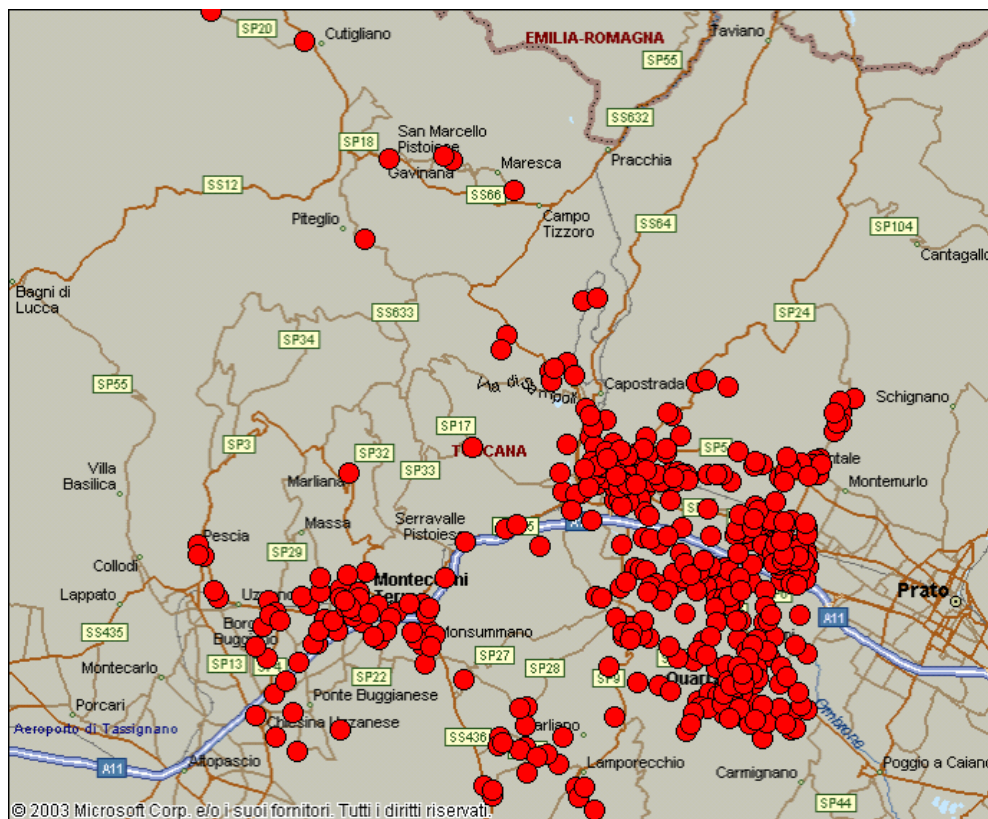 SP20
Cutigliano
EMILIA-ROMAGNA
Taviano
SP55
SS632
SP18
San Marcello
Pistoiese
Gavinana
Maresca
Pracchia
SS12
SS66
Campo
Tizzoro
SS64
Piteglio
SP104
Cantagallo
Bagni di
Lucca
SS633
SP24
SP34
SP55
Via di
Capostrada
Schignano
SP17
TOSCANA
SP3
SP32
SP33
Villa
Basilica
Marliana
Montemurlo
Massa
Serravalle
Pistoiese
Pescia
SP29
Collodi
Lappato
Prato
A11
SS435
Monsummano
SP13
SP22
SP27
SP28
SP9
Montecarlo
Ponte Buggianese
Porcari
Aeroporto di Tassignano
SS436
Ombrone
A11
Altopascio
Lamporecchio
Carmignano
Poggio a Caiano
SP44
© 2003 Microsoft Corp. e/o i suoi fornitori. Tutti i diritti riservati.